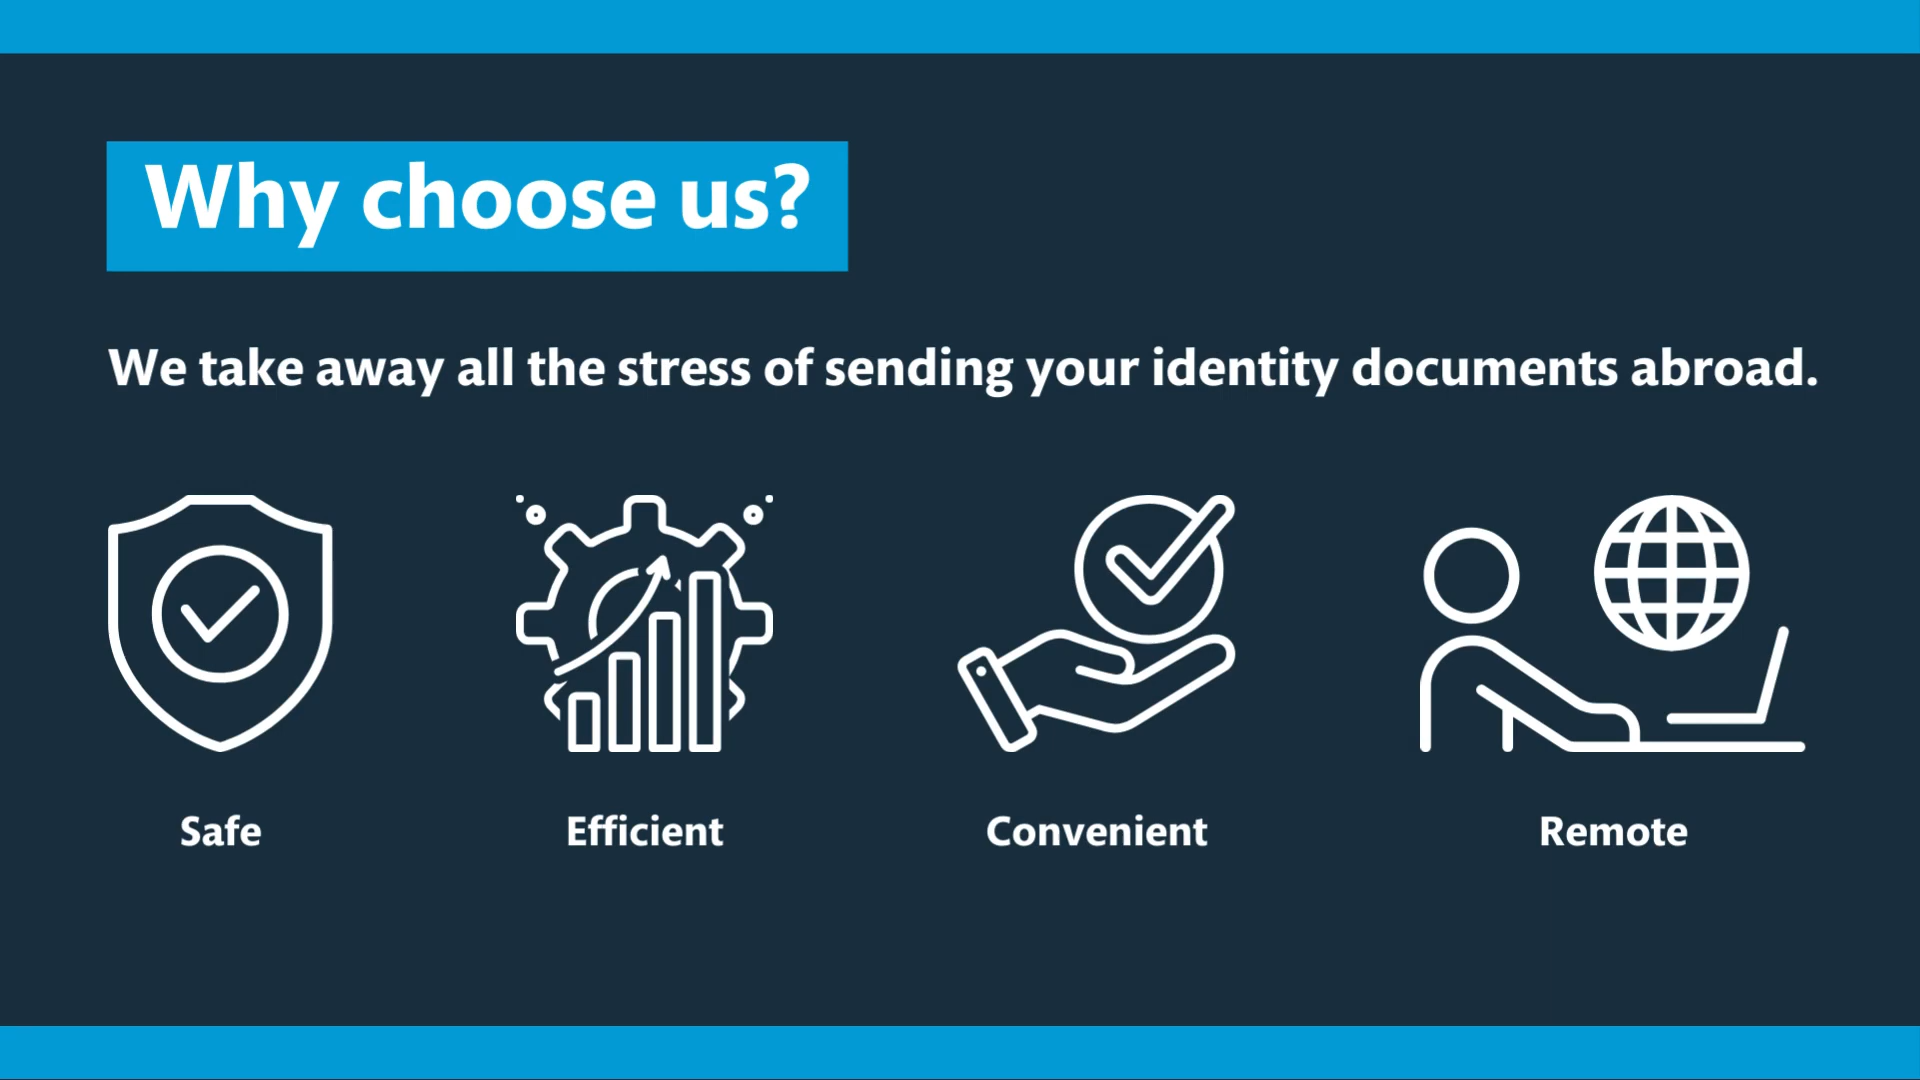 Why choose us?
We take away all the stress of sending your identity documents abroad.
Safe
Efficient
Convenient
Remote